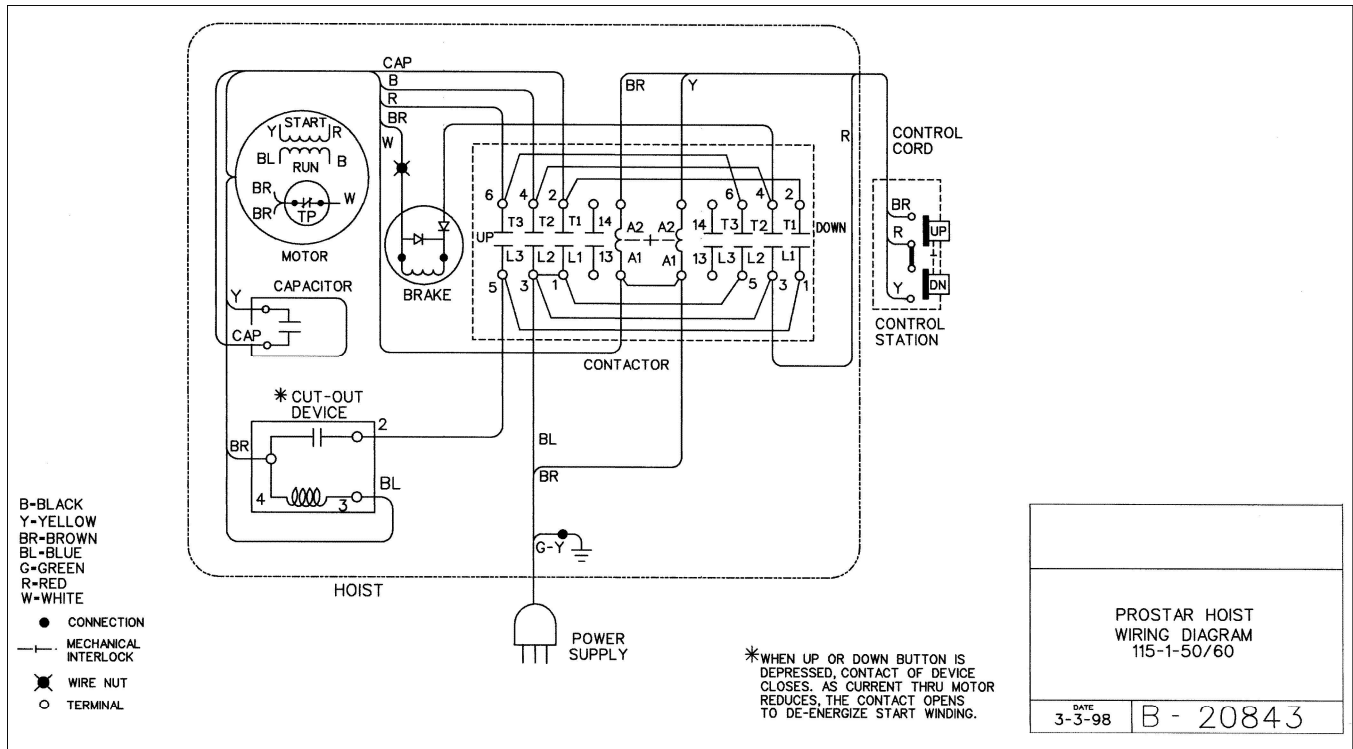 CAP
B
R
BR
W
BR
Y
R
CONTROL
CORD
Y START R
BL RUN B
BR
BR
TP
W
MOTOR
BRAKE
6 4 2
6 4 2
T3 T2 T1 14 A2 A2 14 T3 T2 T1
UP
DOWN
L3 L2 L1 13 A1 A1 13 L3 L2 L1
5 3 1
5 3 1
CONTACTOR
BR
R
Y
UP
DN
CONTROL
STATION
CAPACITOR
Y
CAP
* CUT-OUT
DEVICE
2
BR
4
3
BL
BL
BR
G-Y
HOIST
POWER
SUPPLY
B-BLACK
Y-YELLOW
BR-BROWN
BL-BLUE
G-GREEN
R-RED
W-WHITE
CONNECTION
MECHANICAL
INTERLOCK
WIRE NUT
TERMINAL
* WHEN UP OR DOWN BUTTON IS
DEPRESSED, CONTACT OF DEVICE
CLOSES. AS CURRENT THRU MOTOR
REDUCES, THE CONTACT OPENS
TO DE-ENERGIZE START WINDING.
PROSTAR HOIST
WIRING DIAGRAM
115-1-50/60
DATE
3-3-98
B - 20843